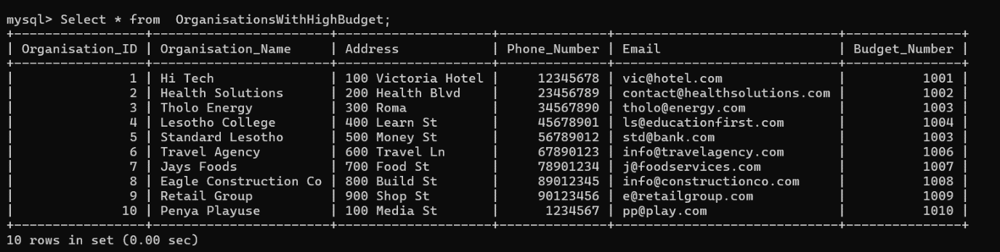 mysql> Select * from  OrganisationsWithHighBudget;
+-----------------+------------------------+--------------------+--------------+-----------------------------+---------------+
| Organisation_ID | Organisation_Name      | Address            | Phone_Number | Email                       | Budget_Number |
+-----------------+------------------------+--------------------+--------------+-----------------------------+---------------+
|               1 | Hi Tech                | 100 Victoria Hotel |     12345678 | vic@hotel.com               |          1001 |
|               2 | Health Solutions       | 200 Health Blvd    |     23456789 | contact@healthsolutions.com |          1002 |
|               3 | Tholo Energy           | 300 Roma           |     34567890 | tholo@energy.com            |          1003 |
|               4 | Lesotho College        | 400 Learn St       |     45678901 | ls@educationfirst.com       |          1004 |
|               5 | Standard Lesotho       | 500 Money St       |     56789012 | std@bank.com                |          1003 |
|               6 | Travel Agency          | 600 Travel Ln      |     67890123 | info@travelagency.com       |          1006 |
|               7 | Jays Foods             | 700 Food St        |     78901234 | j@foodservices.com          |          1007 |
|               8 | Eagle Construction Co  | 800 Build St       |     89012345 | info@constructionco.com     |          1008 |
|               9 | Retail Group           | 900 Shop St        |     90123456 | e@retailgroup.com           |          1009 |
|              10 | Penya Playuse          | 100 Media St       |      1234567 | pp@play.com                 |          1010 |
+-----------------+------------------------+--------------------+--------------+-----------------------------+---------------+
10 rows in set (0.00 sec)